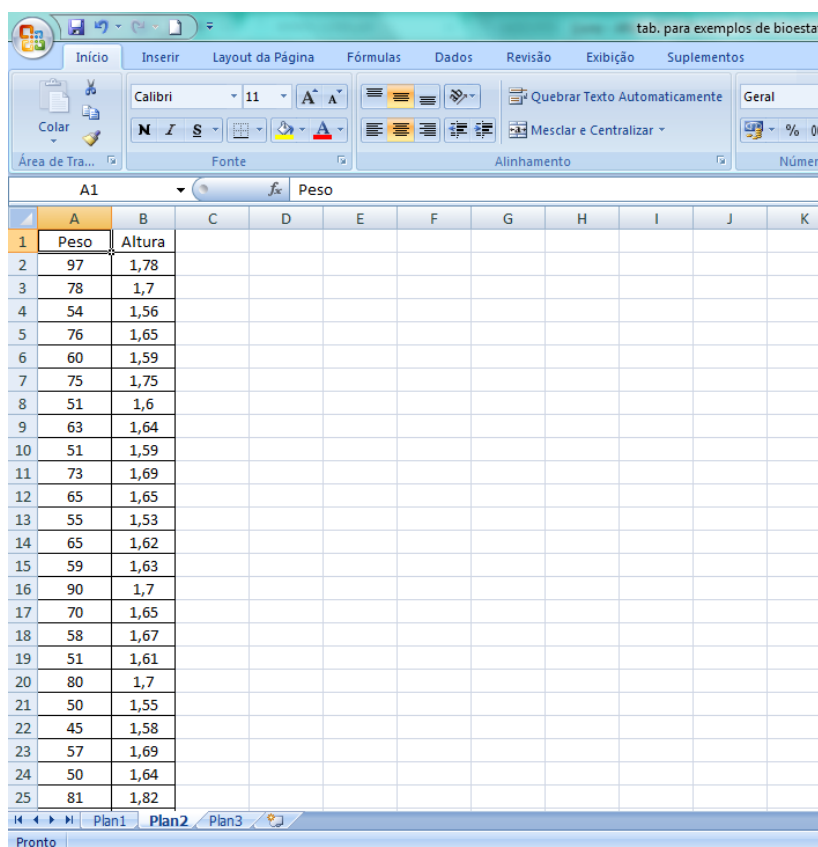 tab. para exemplos de bioesta
Início Inserir Layout da Página Fórmulas Dados Revisão Exibição Suplementos
Calibri 11 A A Quebrar Texto Automaticamente Geral
Colar N I S A Mesclar e Centralizar %
Área de Tra... Fonte Alinhamento Númer
A1 fx Peso
A B C D E F G H I J K
1 Peso Altura
2 97 1,78
3 78 1,7
4 54 1,56
5 76 1,65
6 60 1,59
7 75 1,75
8 51 1,6
9 63 1,64
10 51 1,59
11 73 1,69
12 65 1,65
13 55 1,53
14 65 1,62
15 59 1,63
16 90 1,7
17 70 1,65
18 58 1,67
19 51 1,61
20 80 1,7
21 50 1,55
22 45 1,58
23 57 1,69
24 50 1,64
25 81 1,82
Plan1 Plan2 Plan3
Pronto